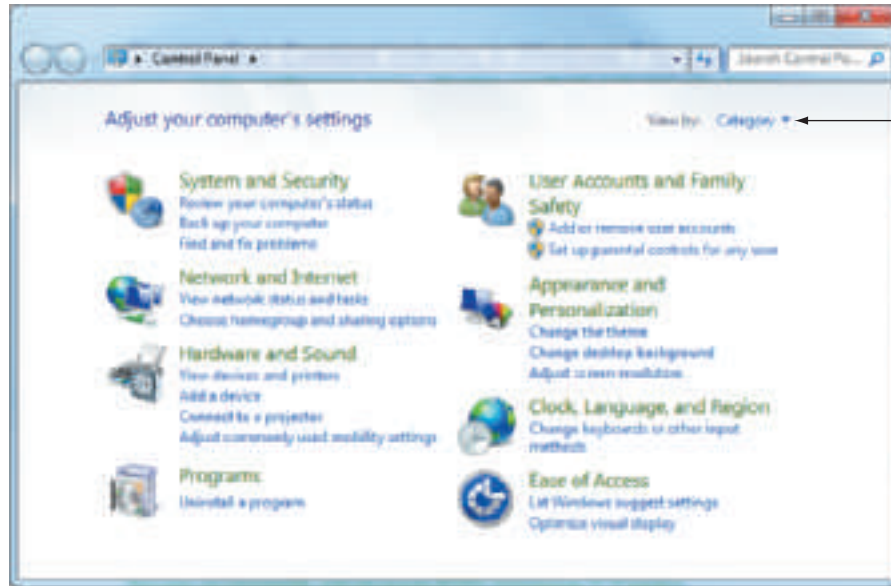 Control Panel
Search Control Pa...
Adjust your computer's settings
View by: Category
System and Security
Review your computer's status
Back up your computer
Find and fix problems
Network and Internet
View network status and tasks
Choose homegroup and sharing options
Hardware and Sound
View devices and printers
Add a device
Connect to a projector
Adjust commonly used mobility settings
Programs
Uninstall a program
User Accounts and Family
Safety
Add or remove user accounts
Set up parental controls for any user
Appearance and
Personalization
Change the theme
Change desktop background
Adjust screen resolution
Clock, Language, and Region
Change keyboards or other input
methods
Ease of Access
Let Windows suggest settings
Optimize visual display